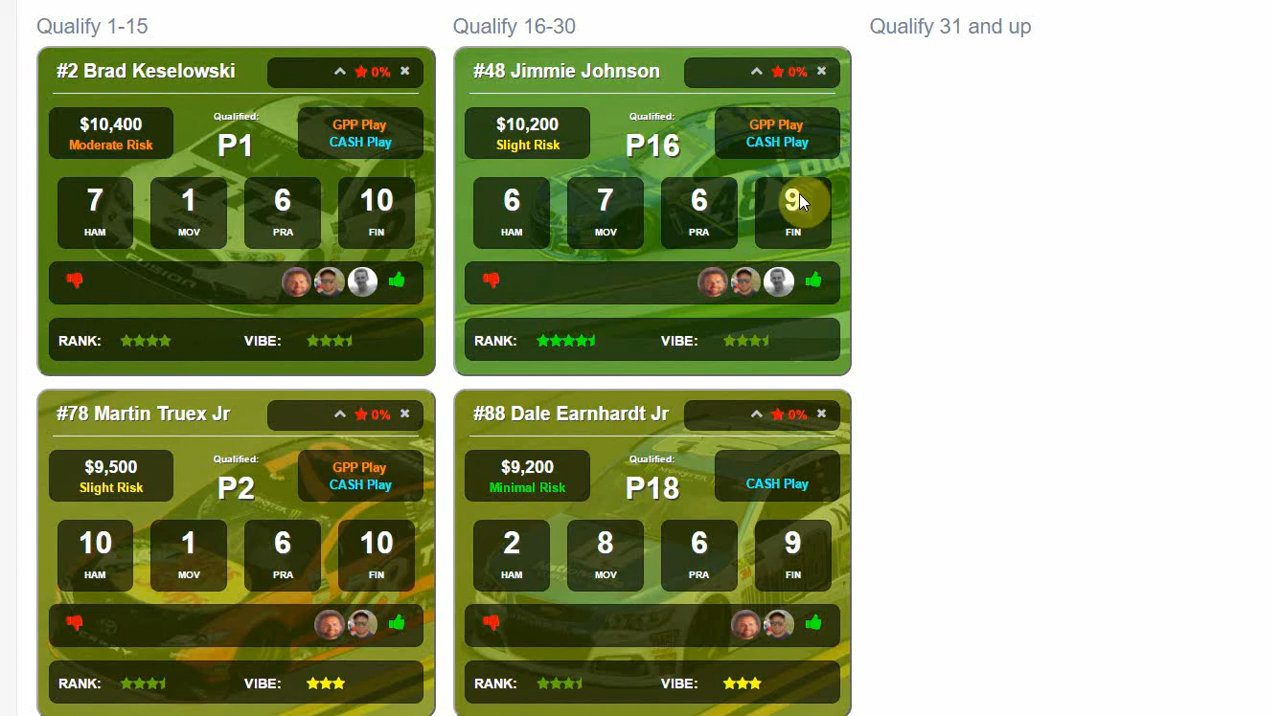 Qualify 1-15
Qualify 16-30
Qualify 31 and up
#2 Brad Keselowski
0%
$10,400
Moderate Risk
Qualified:
P1
GPP Play
CASH Play
7
1
6
10
HAM
MOV
PRA
FIN
RANK:
VIBE:
#48 Jimmie Johnson
0%
$10,200
Slight Risk
Qualified:
P16
GPP Play
CASH Play
6
7
6
9
HAM
MOV
PRA
FIN
RANK:
VIBE:
#78 Martin Truex Jr
0%
$9,500
Slight Risk
Qualified:
P2
GPP Play
CASH Play
10
1
6
10
HAM
MOV
PRA
FIN
RANK:
VIBE:
#88 Dale Earnhardt Jr
0%
$9,200
Minimal Risk
Qualified:
P18
CASH Play
2
8
6
9
HAM
MOV
PRA
FIN
RANK:
VIBE: